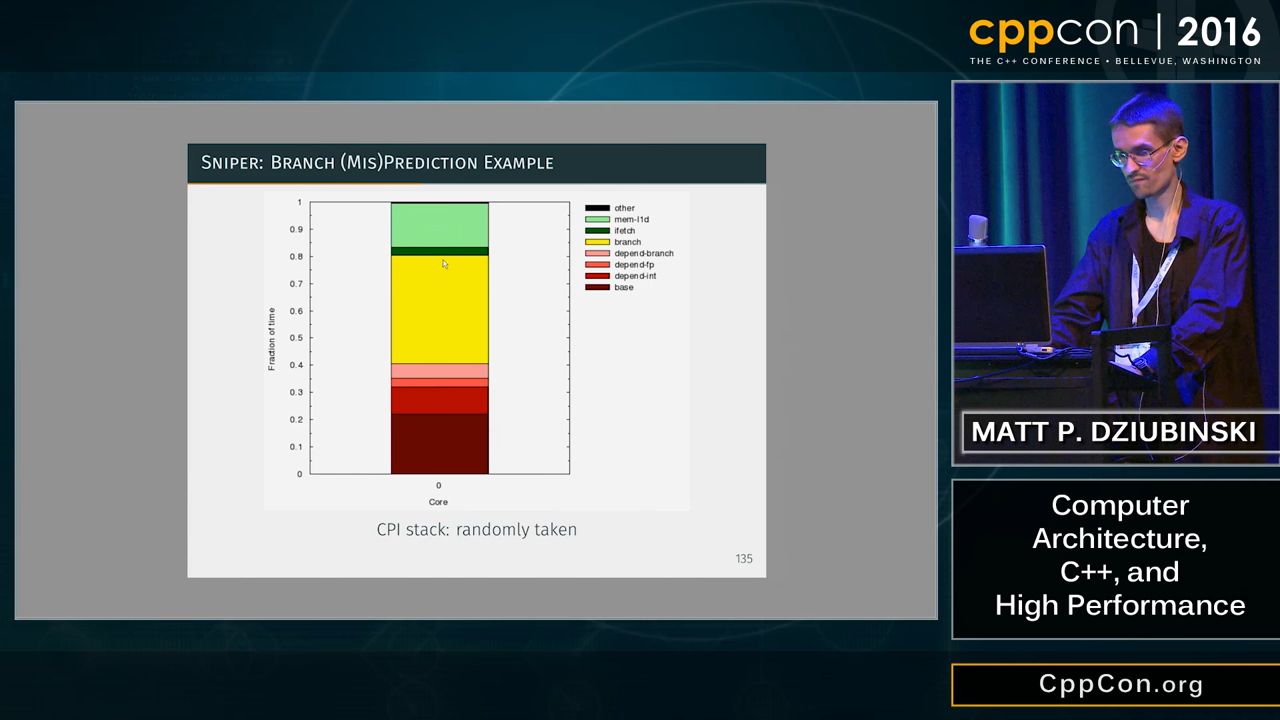 cppcon | 2016
THE C++ CONFERENCE • BELLEVUE, WASHINGTON
SNIPER: BRANCH (MIS)PREDICTION EXAMPLE
1
0.9
0.8
0.7
0.6
0.5
0.4
0.3
0.2
0.1
0
Fraction of time
other
mem-l1d
ifetch
branch
depend-branch
depend-fp
depend-int
base
0
Core
CPI stack: randomly taken
135
MATT P. DZIUBINSKI
Computer
Architecture,
C++, and
High Performance
CppCon.org